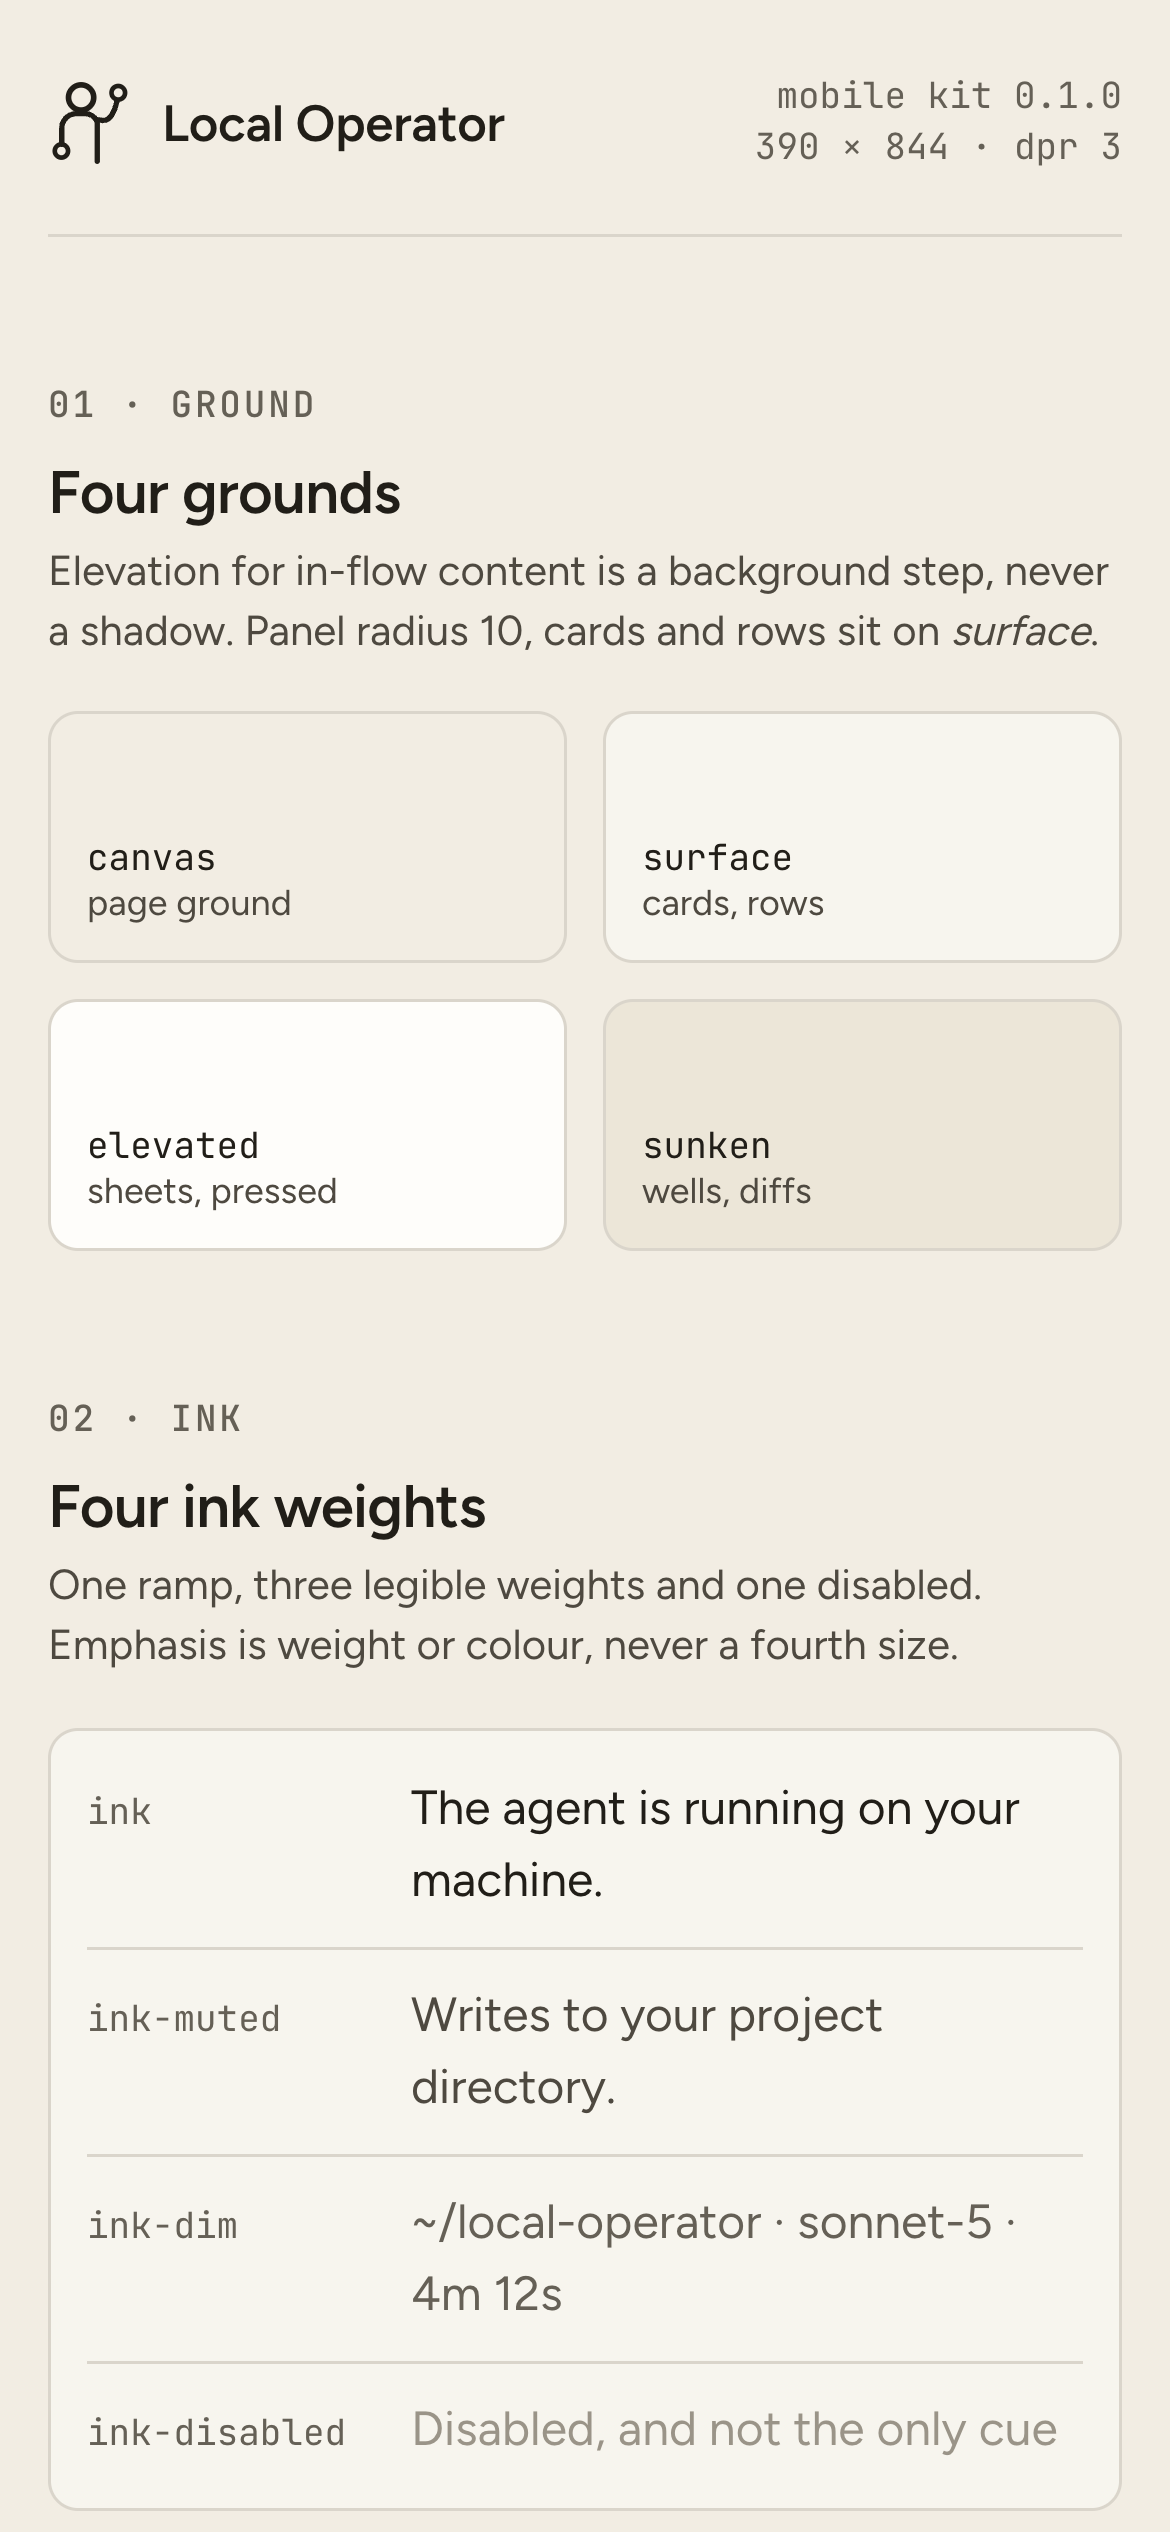 Local Operator
mobile kit 0.1.0
390 × 844 · dpr 3
01 · GROUND
Four grounds
Elevation for in-flow content is a background step, never
a shadow. Panel radius 10, cards and rows sit on surface.
canvas
page ground
surface
cards, rows
elevated
sheets, pressed
sunken
wells, diffs
02 · INK
Four ink weights
One ramp, three legible weights and one disabled.
Emphasis is weight or colour, never a fourth size.
ink
The agent is running on your
machine.
ink-muted
Writes to your project
directory.
ink-dim
~/local-operator · sonnet-5 ·
4m 12s
ink-disabled
Disabled, and not the only cue